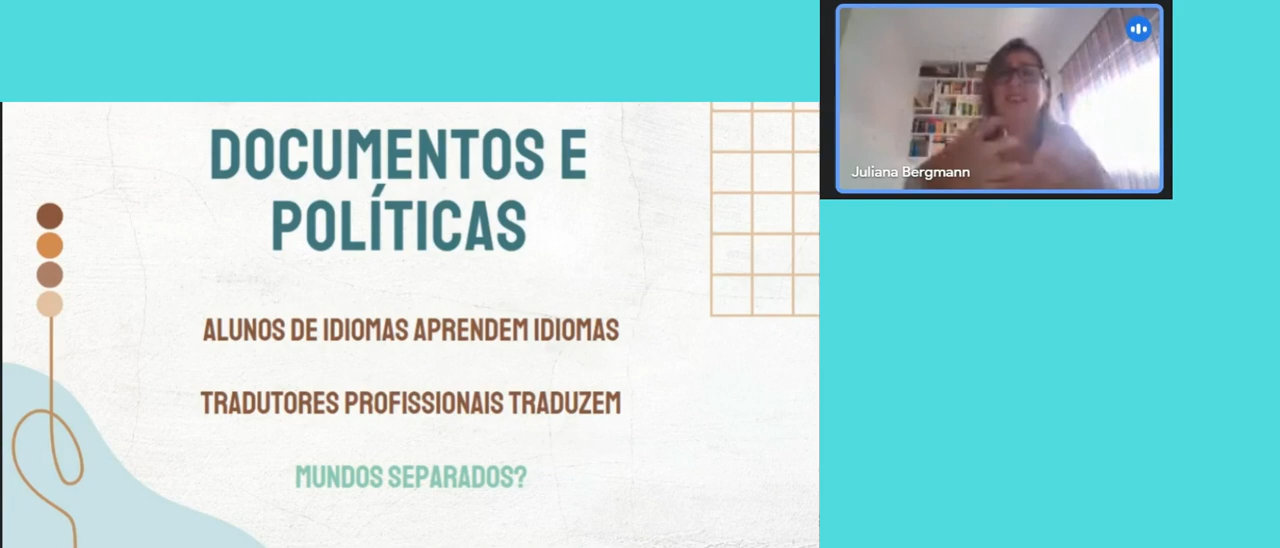 DOCUMENTOS E
POLÍTICAS
ALUNOS DE IDIOMAS APRENDEM IDIOMAS
TRADUTORES PROFISSIONAIS TRADUZEM
MUNDOS SEPARADOS?
Juliana Bergmann